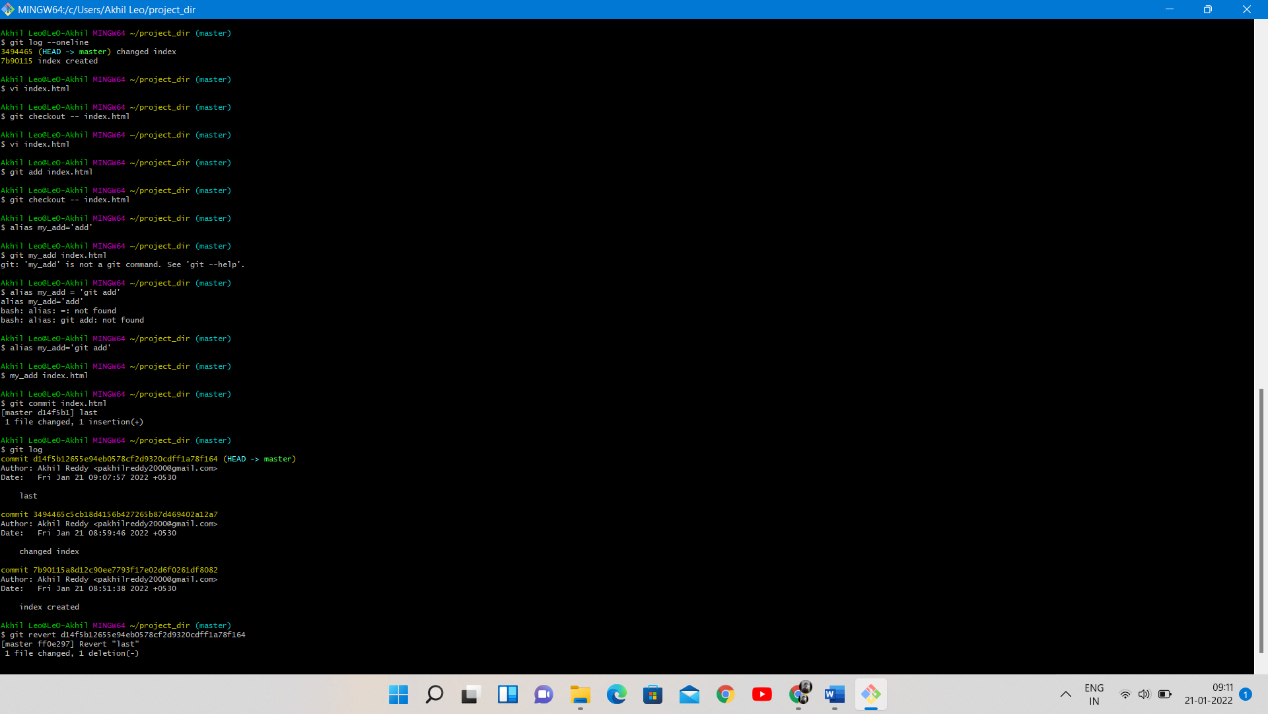 MINGW64:/c/Users/Akhil Leo/project_dir
Akhil Leo@LeO-Akhil MINGW64 ~/project_dir (master)
$ git log --oneline
3494465 (HEAD -> master) changed index
7b90115 index created
Akhil Leo@LeO-Akhil MINGW64 ~/project_dir (master)
$ vi index.html
Akhil Leo@LeO-Akhil MINGW64 ~/project_dir (master)
$ git checkout -- index.html
Akhil Leo@LeO-Akhil MINGW64 ~/project_dir (master)
$ vi index.html
Akhil Leo@LeO-Akhil MINGW64 ~/project_dir (master)
$ git add index.html
Akhil Leo@LeO-Akhil MINGW64 ~/project_dir (master)
$ git checkout -- index.html
Akhil Leo@LeO-Akhil MINGW64 ~/project_dir (master)
$ alias my_add='add'
Akhil Leo@LeO-Akhil MINGW64 ~/project_dir (master)
$ git my_add index.html
git: 'my_add' is not a git command. See 'git --help'.
Akhil Leo@LeO-Akhil MINGW64 ~/project_dir (master)
$ alias my_add = 'git add'
alias my_add='add'
bash: alias: =: not found
bash: alias: git add: not found
Akhil Leo@LeO-Akhil MINGW64 ~/project_dir (master)
$ alias my_add='git add'
Akhil Leo@LeO-Akhil MINGW64 ~/project_dir (master)
$ my_add index.html
Akhil Leo@LeO-Akhil MINGW64 ~/project_dir (master)
$ git commit index.html
[master d14f5b1] last
1 file changed, 1 insertion(+)
Akhil Leo@LeO-Akhil MINGW64 ~/project_dir (master)
$ git log
commit d14f5b12655e94eb0578cf2d9320cdff1a78f164 (HEAD -> master)
Author: Akhil Reddy <pakhilreddy2000@gmail.com>
Date: Fri Jan 21 09:07:57 2022 +0530
last
commit 3494465c5cb18d4156b427265b87d469402a12a7
Author: Akhil Reddy <pakhilreddy2000@gmail.com>
Date: Fri Jan 21 08:59:46 2022 +0530
changed index
commit 7b90115a8d12c90ee7793f17e02d6f0261df8082
Author: Akhil Reddy <pakhilreddy2000@gmail.com>
Date: Fri Jan 21 08:51:38 2022 +0530
index created
Akhil Leo@LeO-Akhil MINGW64 ~/project_dir (master)
$ git revert d14f5b12655e94eb0578cf2d9320cdff1a78f164
[master ff0e297] Revert "last"
1 file changed, 1 deletion(-)
ENG
IN
09:11
21-01-2022
1